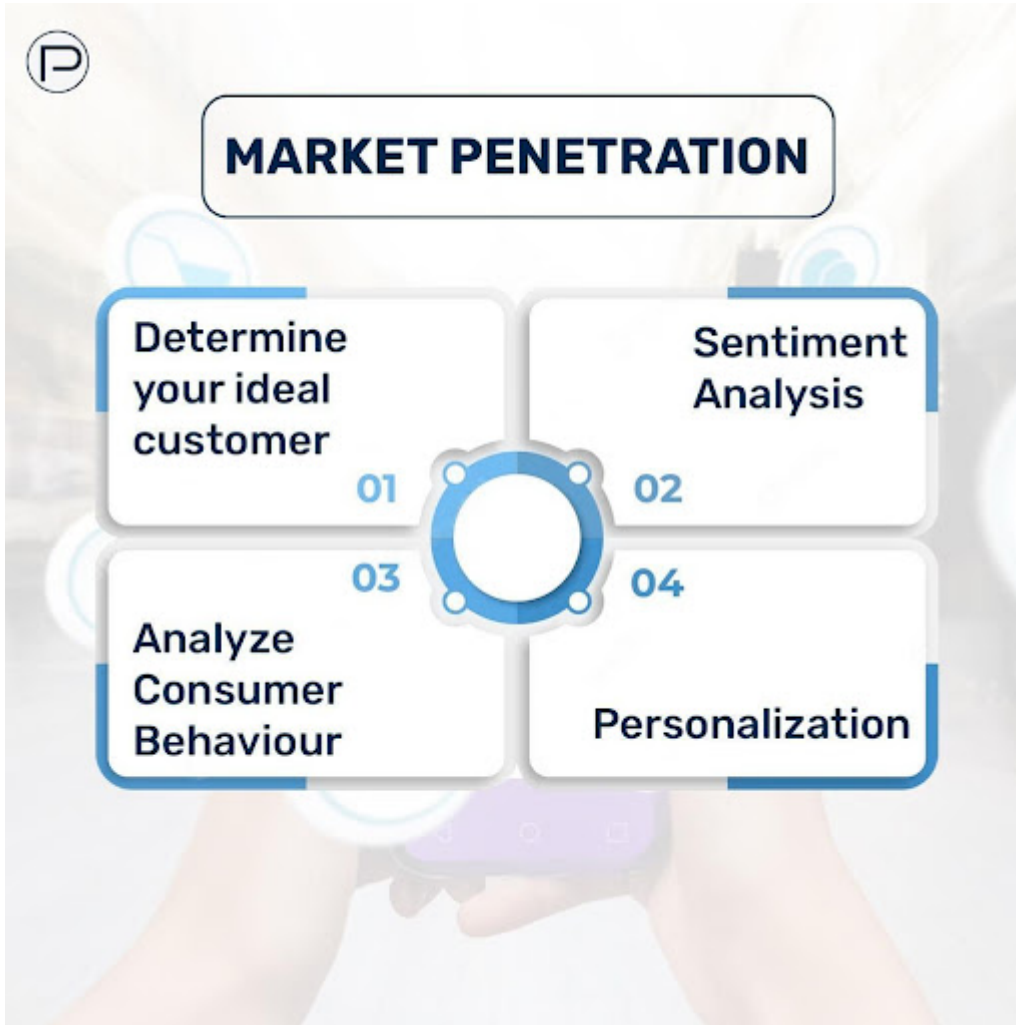 MARKET PENETRATION
Determine
your ideal
customer
01
Sentiment
Analysis
02
03
Analyze
Consumer
Behaviour
04
Personalization